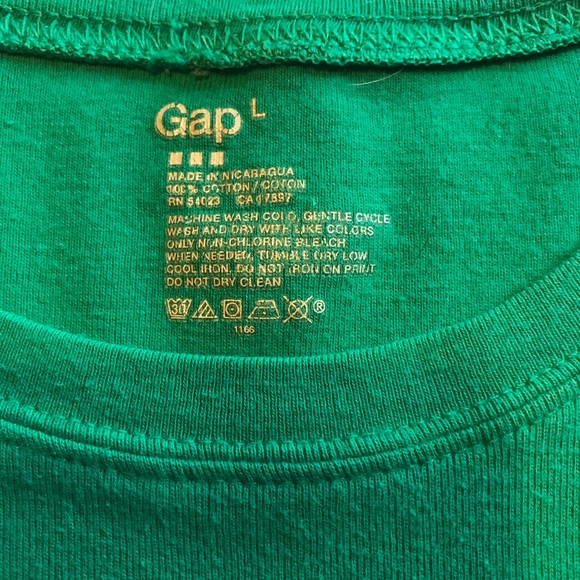 Gap L
MADE IN NICARAGUA
100% COTTON / COTON
RN 54023 CA 17897
MACHINE WASH COLD, GENTLE CYCLE
WASH AND DRY WITH LIKE COLORS
ONLY NON-CHLORINE BLEACH
WHEN NEEDED, TUMBLE DRY LOW
COOL IRON, DO NOT IRON ON PRINT
DO NOT DRY CLEAN
30 ®
1166